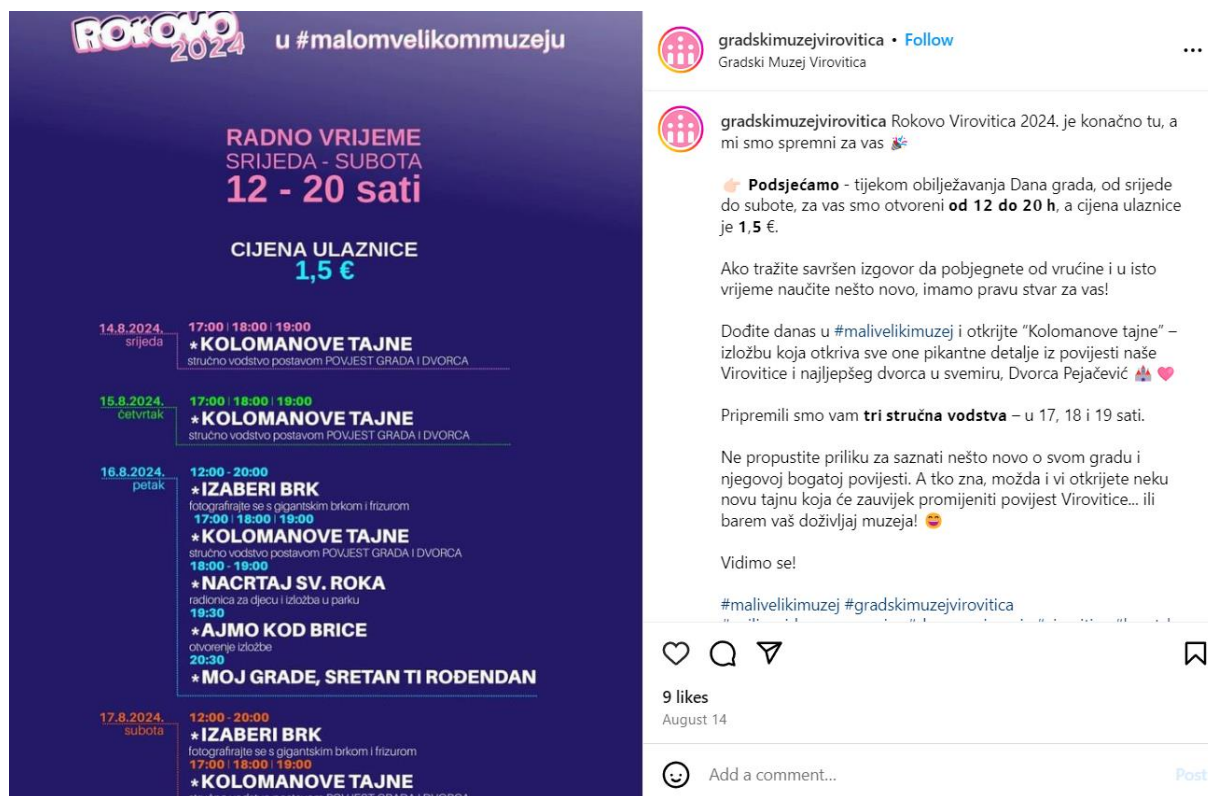 ROKOVO
2024
u #malomvelikommuzeju
RADNO VRIJEME
SRIJEDA - SUBOTA
12 - 20 sati
CIJENA ULAZNICE
1,5 €
14.8.2024.
srijeda
17:00 | 18:00 | 19:00
*KOLOMANOVE TAJNE
stručno vodstvo postavom POVJEST GRADA I DVORCA
15.8.2024.
četvrtak
17:00 | 18:00 | 19:00
*KOLOMANOVE TAJNE
stručno vodstvo postavom POVJEST GRADA I DVORCA
16.8.2024.
petak
12:00 - 20:00
*IZABERI BRK
fotografirajte se s gigantskim brkom i frizurom
17:00 | 18:00 | 19:00
*KOLOMANOVE TAJNE
stručno vodstvo postavom POVJEST GRADA I DVORCA
18:00 - 19:00
*NACRTAJ SV. ROKA
radionica za djecu i izložba u parku
19:30
*AJMO KOD BRICE
otvorenje izložbe
20:30
*MOJ GRADE, SRETAN TI ROĐENDAN
17.8.2024.
subota
12:00 - 20:00
*IZABERI BRK
fotografirajte se s gigantskim brkom i frizurom
17:00 | 18:00 | 19:00
*KOLOMANOVE TAJNE
gradskimuzejvirovitica • Follow
Gradski Muzej Virovitica
gradskimuzejvirovitica Rokovo Virovitica 2024. je konačno tu, a
mi smo spremni za vas 🎉
👉🏻 Podsjećamo - tijekom obilježavanja Dana grada, od srijede
do subote, za vas smo otvoreni od 12 do 20 h, a cijena ulaznice
je 1,5 €.
Ako tražite savršen izgovor da pobjegnete od vrućine i u isto
vrijeme naučite nešto novo, imamo pravu stvar za vas!
Dođite danas u #malivelikimuzej i otkrijte "Kolomanove tajne" –
izložbu koja otkriva sve one pikantne detalje iz povijesti naše
Virovitice i najljepšeg dvorca u svemiru, Dvorca Pejačević 🏰 💗
Pripremili smo vam tri stručna vodstva – u 17, 18 i 19 sati.
Ne propustite priliku za saznati nešto novo o svom gradu i
njegovoj bogatoj povijesti. A tko zna, možda i vi otkrijete neku
novu tajnu koja će zauvijek promijeniti povijest Virovitice... ili
barem vaš doživljaj muzeja! 😄
Vidimo se!
#malivelikimuzej #gradskimuzejvirovitica
9 likes
August 14
Add a comment...
Post